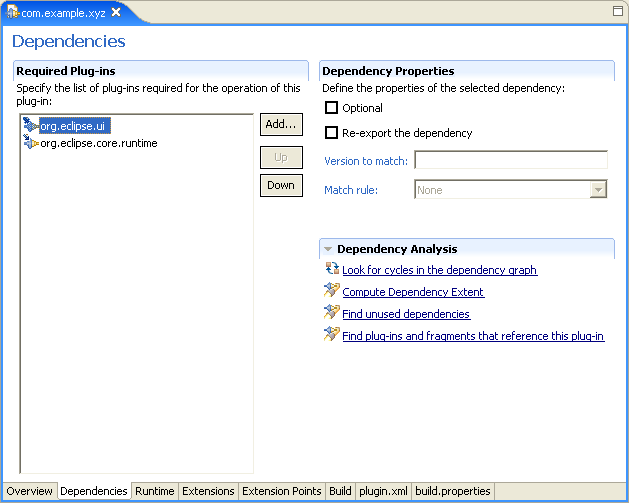 com.example.xyz
Dependencies
Required Plug-ins
Specify the list of plug-ins required for the operation of this
plug-in:
org.eclipse.ui
org.eclipse.core.runtime
Add...
Up
Down
Dependency Properties
Define the properties of the selected dependency:
Optional
Re-export the dependency
Version to match:
Match rule:
None
Dependency Analysis
Look for cycles in the dependency graph
Compute Dependency Extent
Find unused dependencies
Find plug-ins and fragments that reference this plug-in
Overview Dependencies Runtime Extensions Extension Points Build plugin.xml build.properties